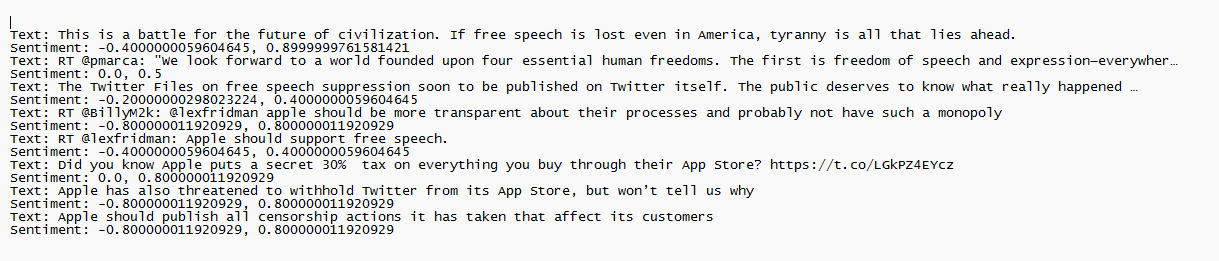 Text: This is a battle for the future of civilization. If free speech is lost even in America, tyranny is all that lies ahead.
Sentiment: -0.4000000059604645, 0.8999999761581421
Text: RT @pmarca: "We look forward to a world founded upon four essential human freedoms. The first is freedom of speech and expression—everywher…
Sentiment: 0.0, 0.5
Text: The Twitter Files on free speech suppression soon to be published on Twitter itself. The public deserves to know what really happened …
Sentiment: -0.20000000298023224, 0.4000000059604645
Text: RT @BillyM2k: @lexfridman apple should be more transparent about their processes and probably not have such a monopoly
Sentiment: -0.800000011920929, 0.800000011920929
Text: RT @lexfridman: Apple should support free speech.
Sentiment: -0.4000000059604645, 0.4000000059604645
Text: Did you know Apple puts a secret 30%  tax on everything you buy through their App Store? https://t.co/LGkPZ4EYcz
Sentiment: 0.0, 0.800000011920929
Text: Apple has also threatened to withhold Twitter from its App Store, but won’t tell us why
Sentiment: -0.800000011920929, 0.800000011920929
Text: Apple should publish all censorship actions it has taken that affect its customers
Sentiment: -0.800000011920929, 0.800000011920929